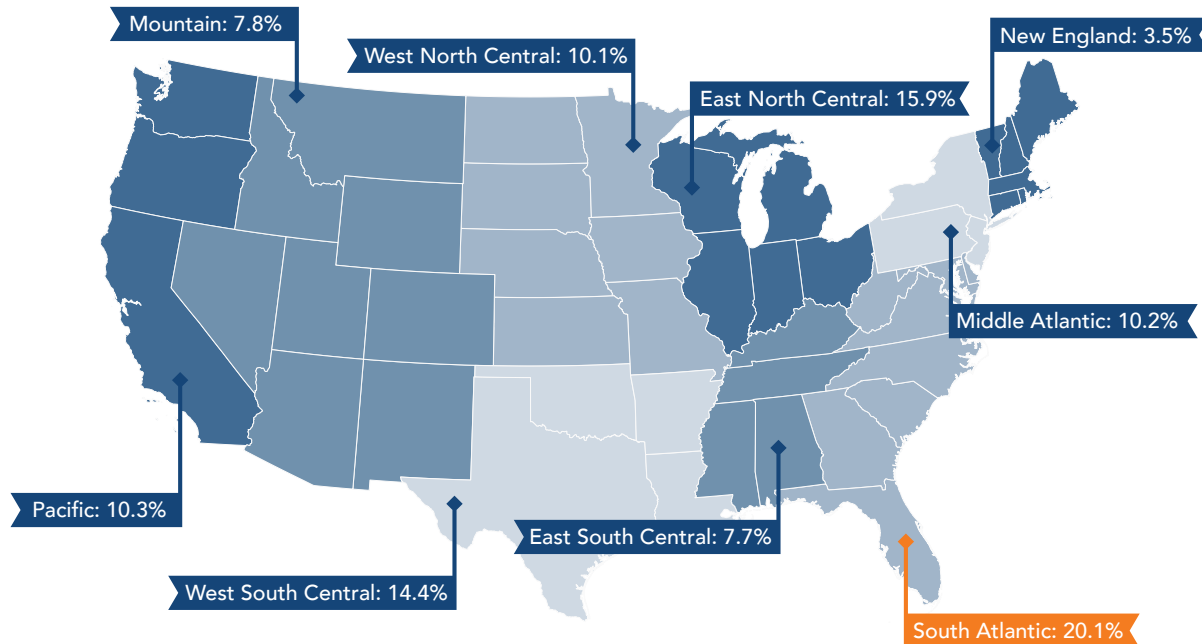 Mountain: 7.8%
West North Central: 10.1%
New England: 3.5%
East North Central: 15.9%
Middle Atlantic: 10.2%
Pacific: 10.3%
East South Central: 7.7%
West South Central: 14.4%
South Atlantic: 20.1%